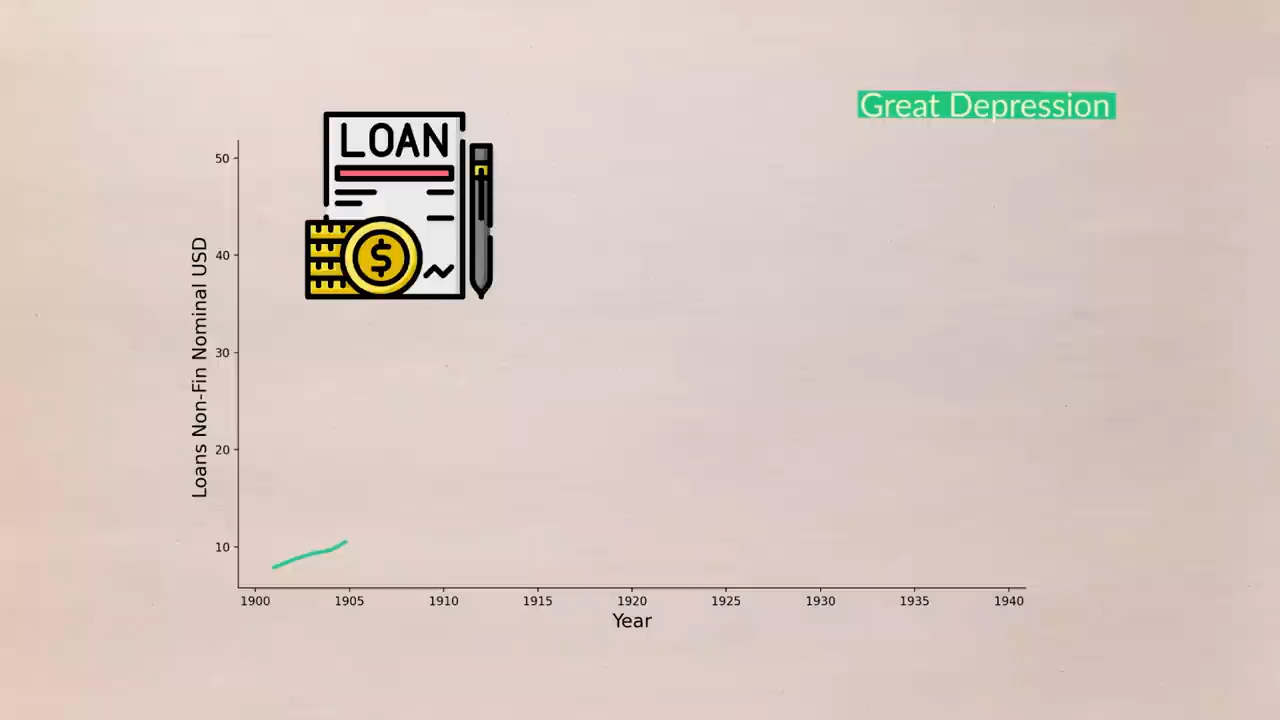 Great Depression
LOAN
$
50
40
30
20
10
Loans Non-Fin Nominal USD
1900 1905 1910 1915 1920 1925 1930 1935 1940
Year